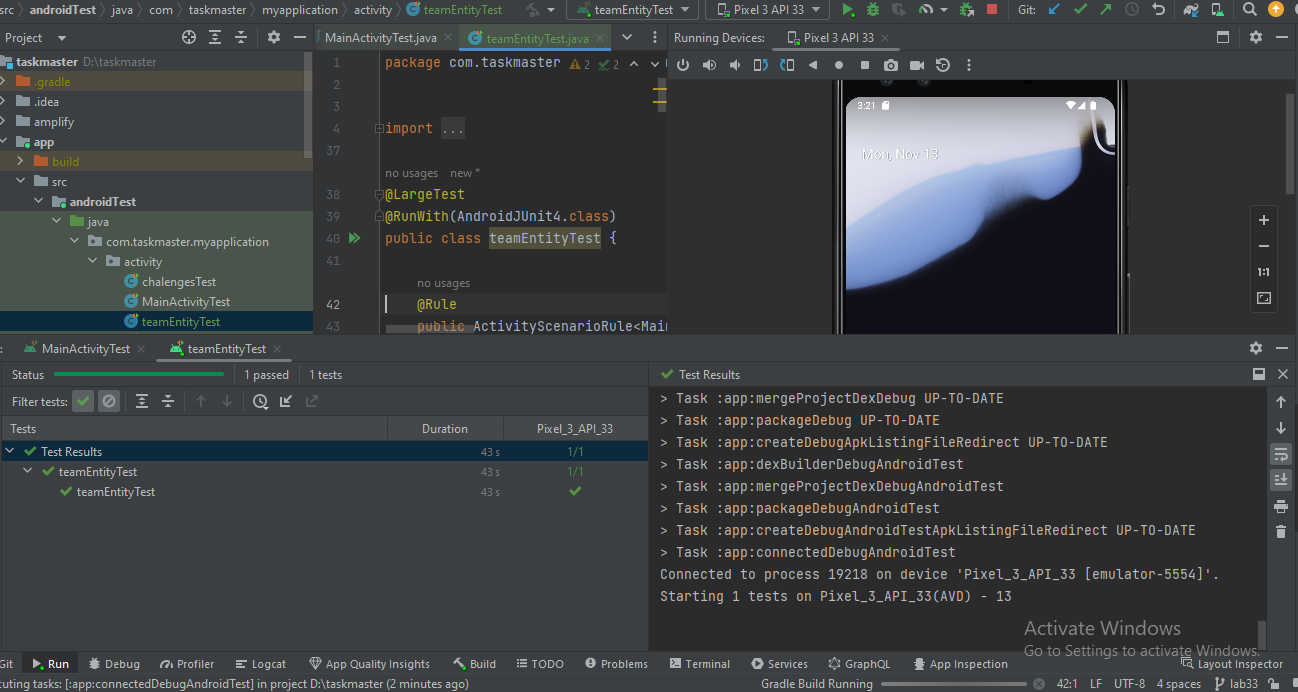 src androidTest java com taskmaster myapplication activity teamEntityTest teamEntityTest Pixel 3 API 33 Git:
Project
MainActivityTest.java teamEntityTest.java
Running Devices: Pixel 3 API 33
taskmaster D:\taskmaster
.gradle
.idea
amplify
app
build
src
androidTest
java
com.taskmaster.myapplication
activity
chalengesTest
MainActivityTest
teamEntityTest
1 package com.taskmaster 2 2
2
3
4 import ...
37
no usages new *
38 @LargeTest
39 @RunWith(AndroidJUnit4.class)
40 public class teamEntityTest {
41
no usages
42 @Rule
43 public ActivityScenarioRule<Mai
3:21
Mon, Nov 13
1:1
: MainActivityTest teamEntityTest
Status 1 passed 1 tests
Filter tests:
Tests Duration Pixel_3_API_33
Test Results 43 s 1/1
teamEntityTest 43 s 1/1
teamEntityTest 43 s
Test Results
> Task :app:mergeProjectDexDebug UP-TO-DATE
> Task :app:packageDebug UP-TO-DATE
> Task :app:createDebugApkListingFileRedirect UP-TO-DATE
> Task :app:dexBuilderDebugAndroidTest
> Task :app:mergeProjectDexDebugAndroidTest
> Task :app:packageDebugAndroidTest
> Task :app:createDebugAndroidTestApkListingFileRedirect UP-TO-DATE
> Task :app:connectedDebugAndroidTest
Connected to process 19218 on device 'Pixel_3_API_33 [emulator-5554]'.
Starting 1 tests on Pixel_3_API_33(AVD) - 13
Activate Windows
Go to Settings to activate Windows.
Git Run Debug Profiler Logcat App Quality Insights Build TODO Problems Terminal Services GraphQL App Inspection Layout Inspector
cuting tasks: [:app:connectedDebugAndroidTest] in project D:\taskmaster (2 minutes ago) Gradle Build Running 42:1 LF UTF-8 4 spaces lab33